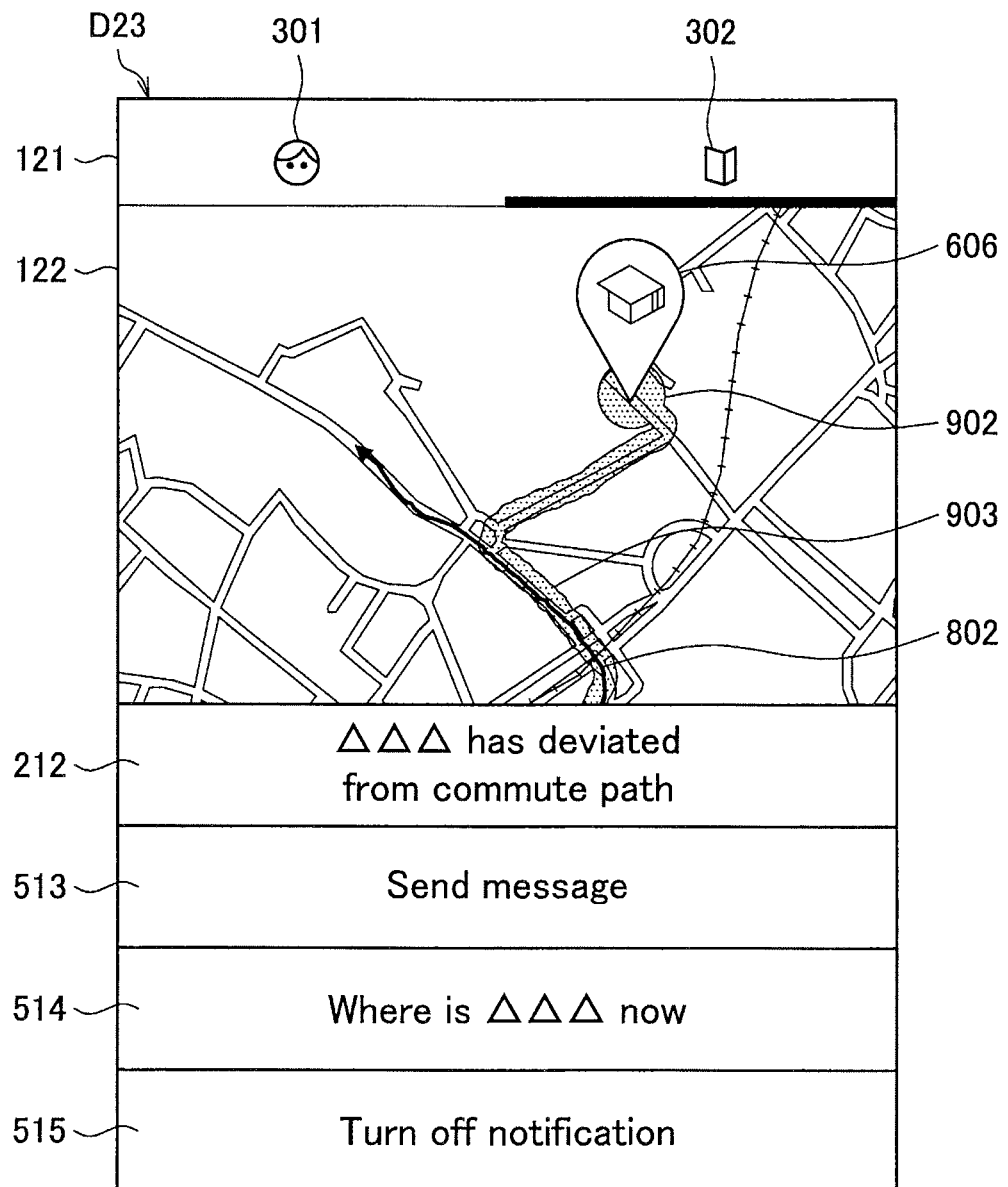 D23
301
302
121
122
606
902
903
802
212
△△△ has deviated
from commute path
513
Send message
514
Where is △△△ now
515
Turn off notification